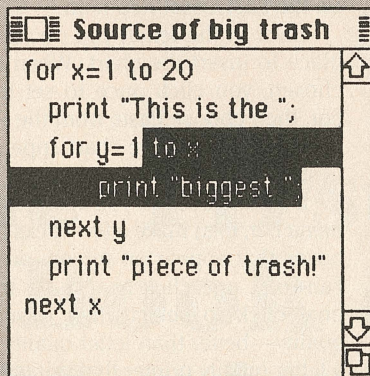 Source of big trash
for x=1 to 20
print "This is the ";
for y=1 to x
print "biggest ";
next y
print "piece of trash!"
next x